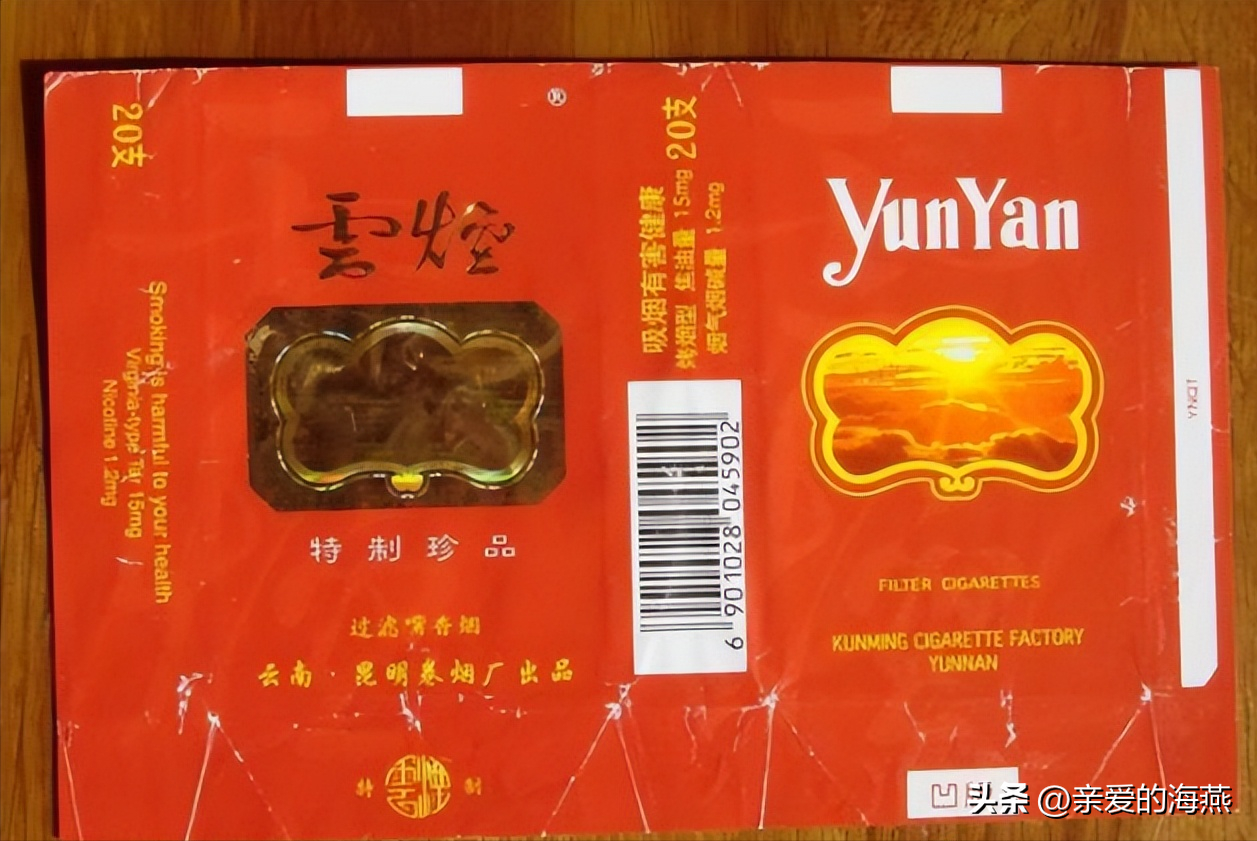 20支
Smoking is harmful to your health
Virginia-type Tar 15mg
Nicotine 1.2mg
雲煙
特制珍品
过滤嘴香烟
云南·昆明卷烟厂出品
特制
20支
吸烟有害健康
烤烟型 焦油量 15mg
烟气烟碱量 1.2mg
6 901028 045902
YunYan
FILTER CIGARETTES
KUNMING CIGARETTE FACTORY
YUNNAN
头条 @亲爱的海燕